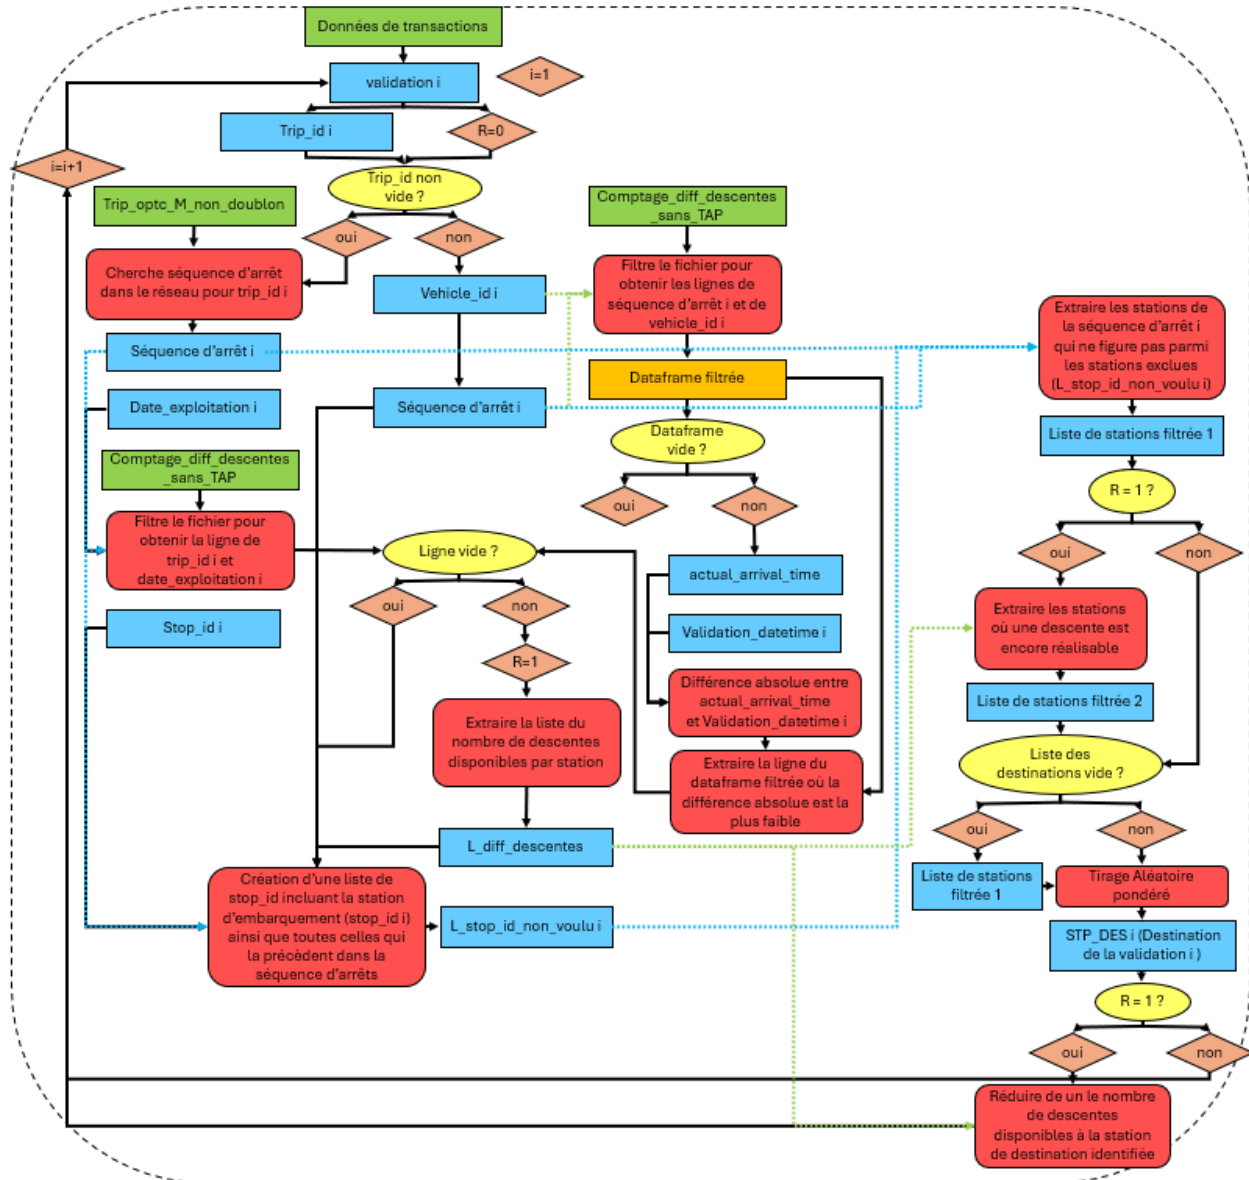 Données de transactions
validation i
i=1
Trip_id i
R=0
i=i+1
Trip_id non
vide ?
Trip_optc_M_non_doublon
oui
non
Comptage_diff_descentes
_sans_TAP
Cherche séquence d'arrêt
dans le réseau pour trip_id i
Vehicle_id i
Filtre le fichier pour
obtenir les lignes de
séquence d'arrêt i et de
vehicle_id i
Extraire les stations de
la séquence d'arrêt i
qui ne figure pas parmi
les stations exclues
(L_stop_id_non_voulu i)
Séquence d'arrêt i
Dataframe filtrée
Date_exploitation i
Séquence d'arrêt i
Dataframe
vide ?
Liste de stations filtrée 1
Comptage_diff_descentes
_sans_TAP
oui
non
R = 1 ?
Filtre le fichier pour
obtenir la ligne de
trip_id i et
date_exploitation i
Ligne vide ?
oui
non
actual_arrival_time
oui
non
Extraire les stations
où une descente est
encore réalisable
Stop_id i
Validation_datetime i
R=1
Différence absolue entre
actual_arrival_time
et Validation_datetime i
Liste de stations filtrée 2
Extraire la liste du
nombre de descentes
disponibles par station
Liste des
destinations vide ?
Extraire la ligne du
dataframe filtrée où la
différence absolue est la
plus faible
oui
non
L_diff_descentes
Liste de stations
filtrée 1
Tirage Aléatoire
pondéré
Création d'une liste de
stop_id incluant la station
d'embarquement (stop_id i)
ainsi que toutes celles qui
la précèdent dans la
séquence d'arrêts
L_stop_id_non_voulu i
STP_DES i (Destination
de la validation i )
R = 1 ?
oui
non
Réduire de un le nombre
de descentes
disponibles à la station
de destination identifiée